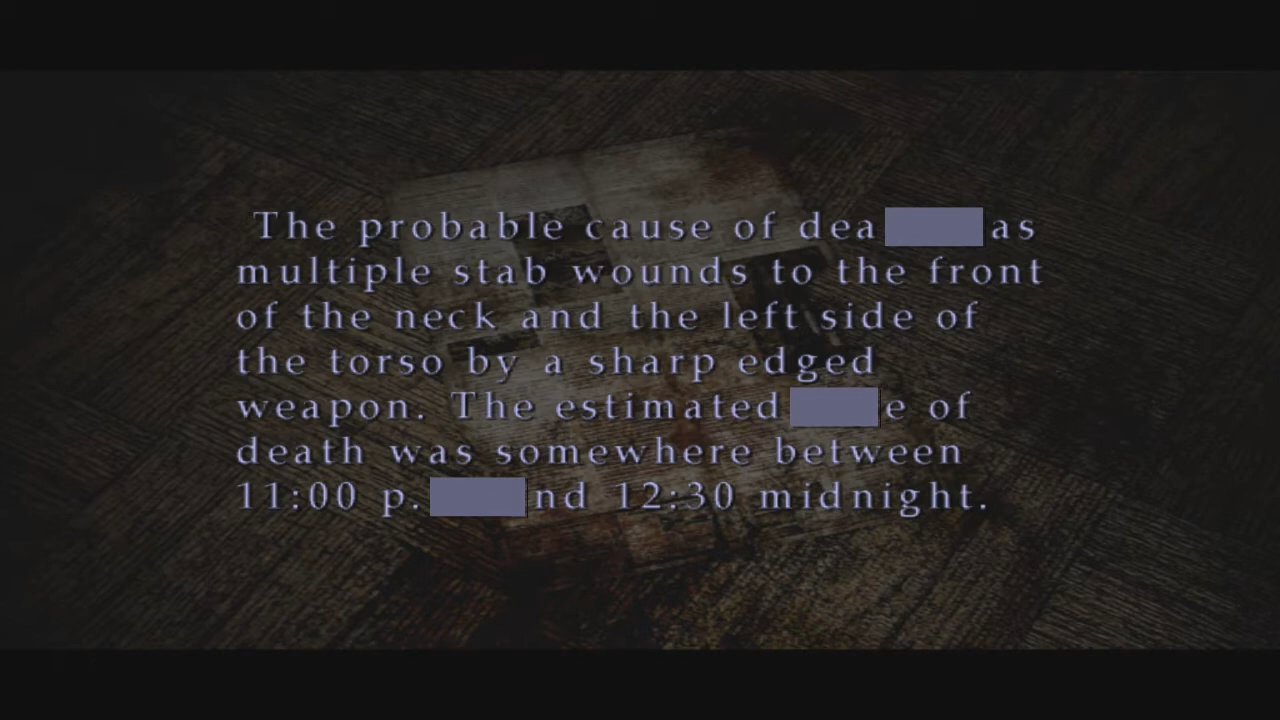 The probable cause of dea as
multiple stab wounds to the front
of the neck and the left side of
the torso by a sharp edged
weapon. The estimated e of
death was somewhere between
11:00 p. nd 12:30 midnight.